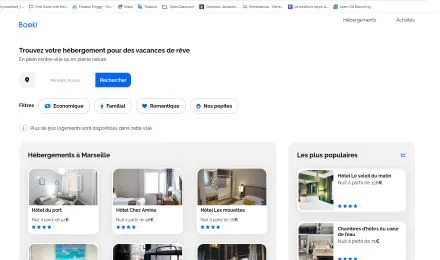 Booki
Hébergements
Activités
Trouvez votre hébergement pour des vacances de rêve
En plein centre-ville ou en pleine nature
Marseille, France
Rechercher
Filtres
Économique
Familial
Romantique
Nos pépites
Plus de 500 logements sont disponibles dans cette ville
Hébergements à Marseille
Hôtel du port
Nuit à partir de
Hôtel Chez Amina
Nuit à partir de
Hôtel Les mouettes
Nuit à partir de
Les plus populaires
Hôtel Le soleil du matin
Nuit à partir de 128€
Chambres d'hôtes Au cœur de l'eau
Nuit à partir de 71€